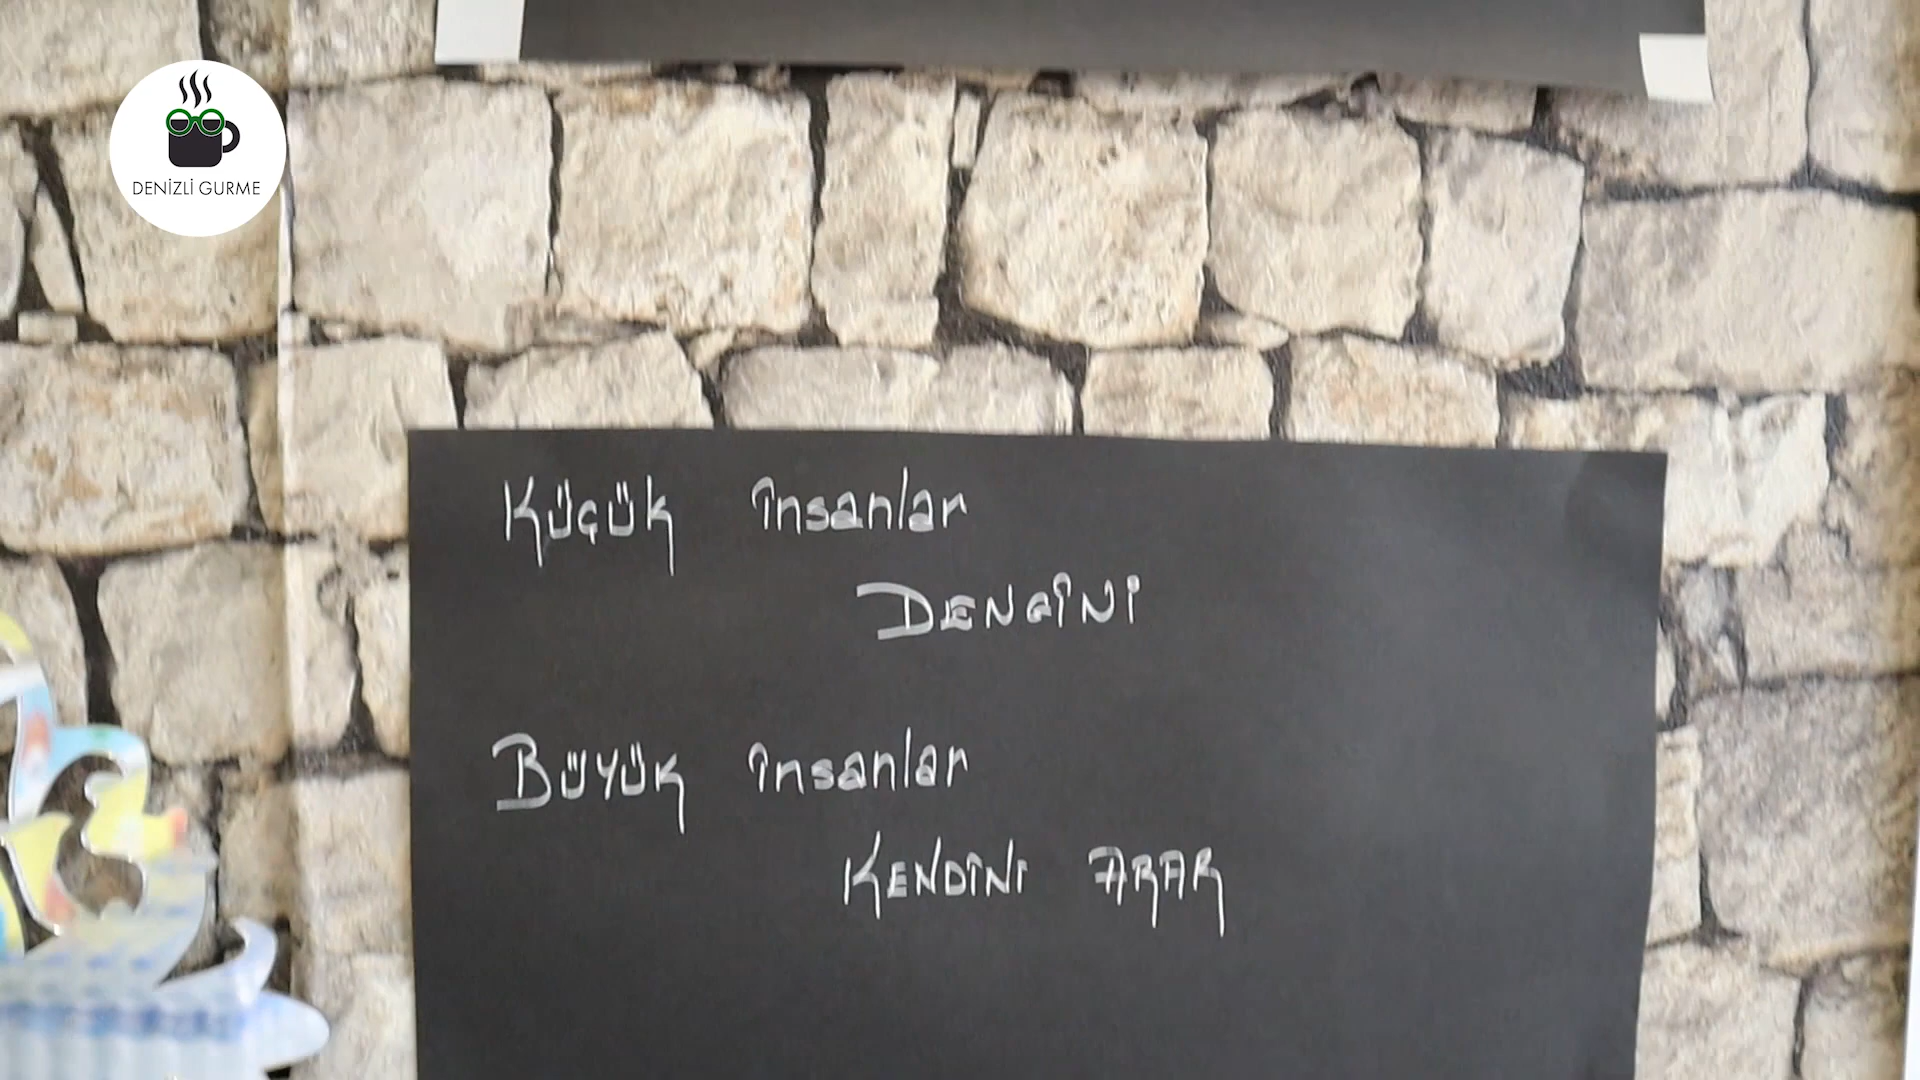 DENİZLİ GURME
Küçük insanlar
DENGİNİ
BÜYÜK insanlar
KENDİNİ ARAR